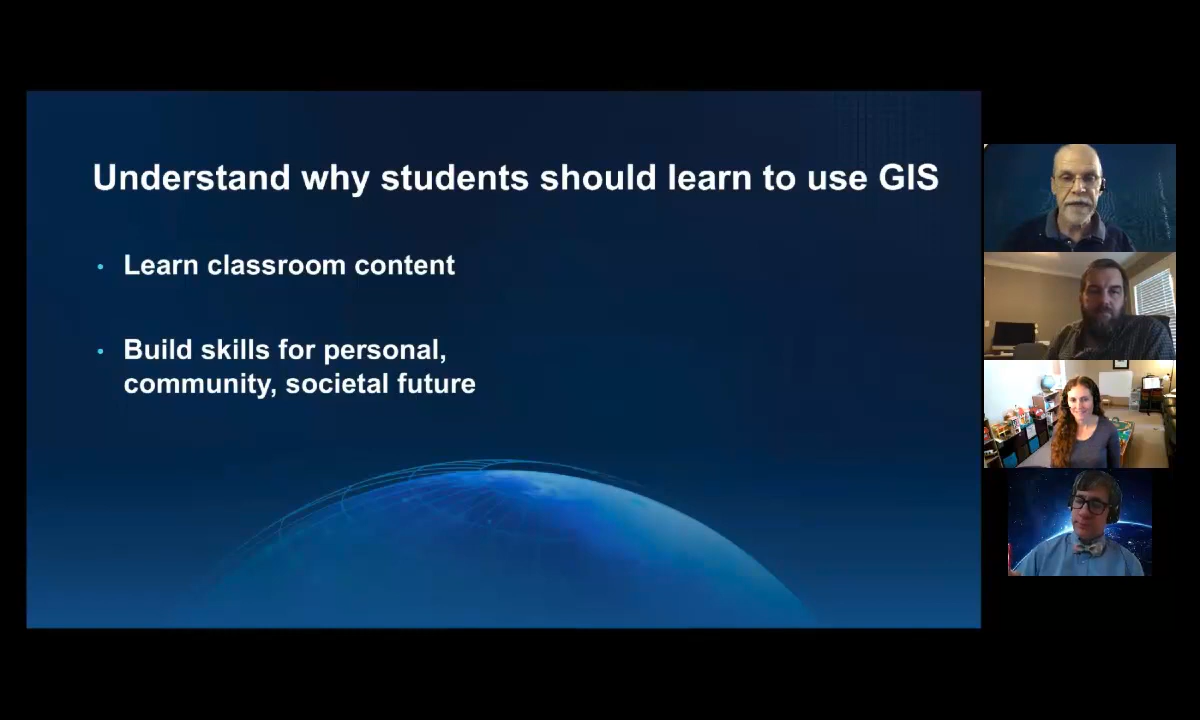 Understand why students should learn to use GIS
• Learn classroom content
• Build skills for personal,
community, societal future